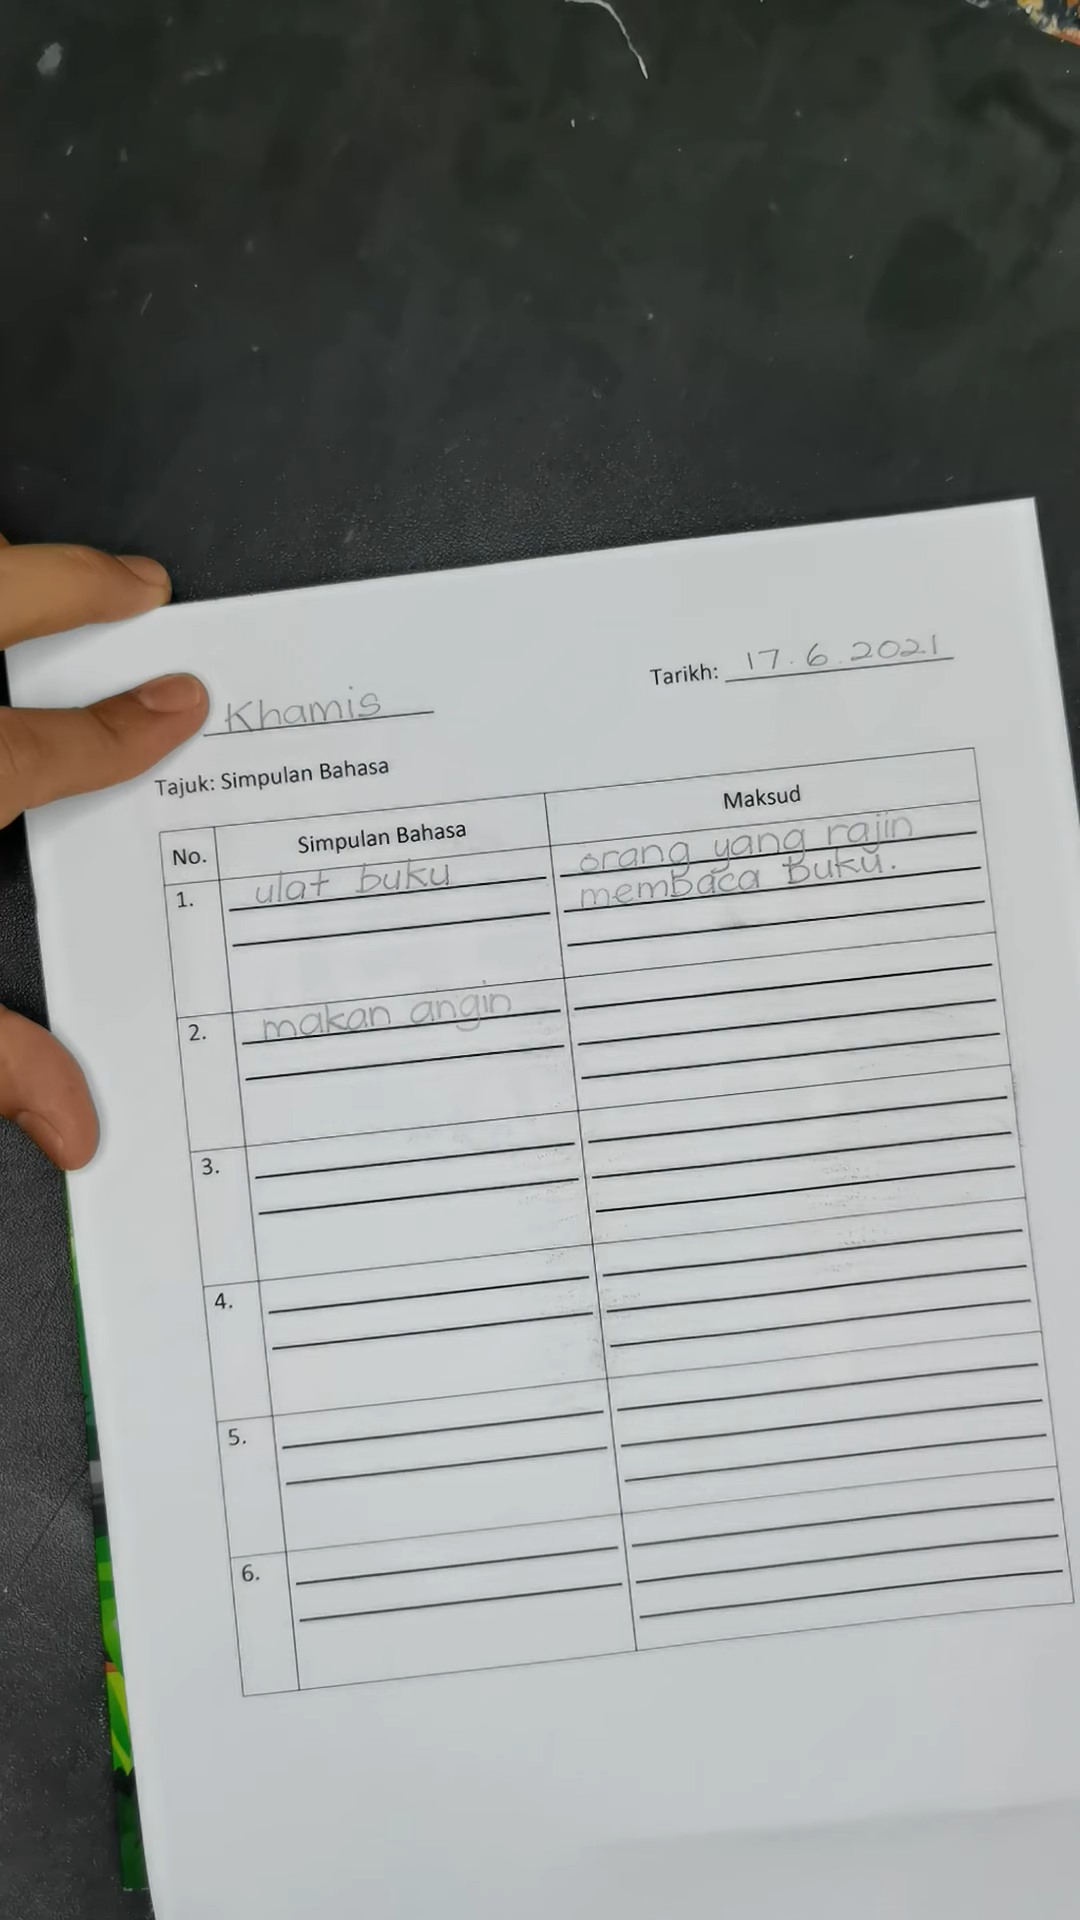 Khamis
Tarikh: 17.6.2021
Tajuk: Simpulan Bahasa
No. Simpulan Bahasa Maksud
1. ulat buku orang yang rajin
membaca Buku.
2. makan angin
3.
4.
5.
6.